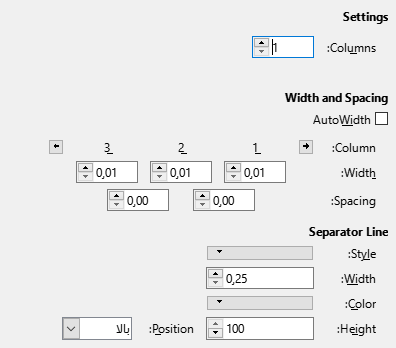 Settings
Columns: 1
Width and Spacing
AutoWidth
Column: 1 2 3
Width: 0,01 0,01 0,01
Spacing: 0,00 0,00
Separator Line
Style:
Width: 0,25
Color:
Height: 100 Position: بالا